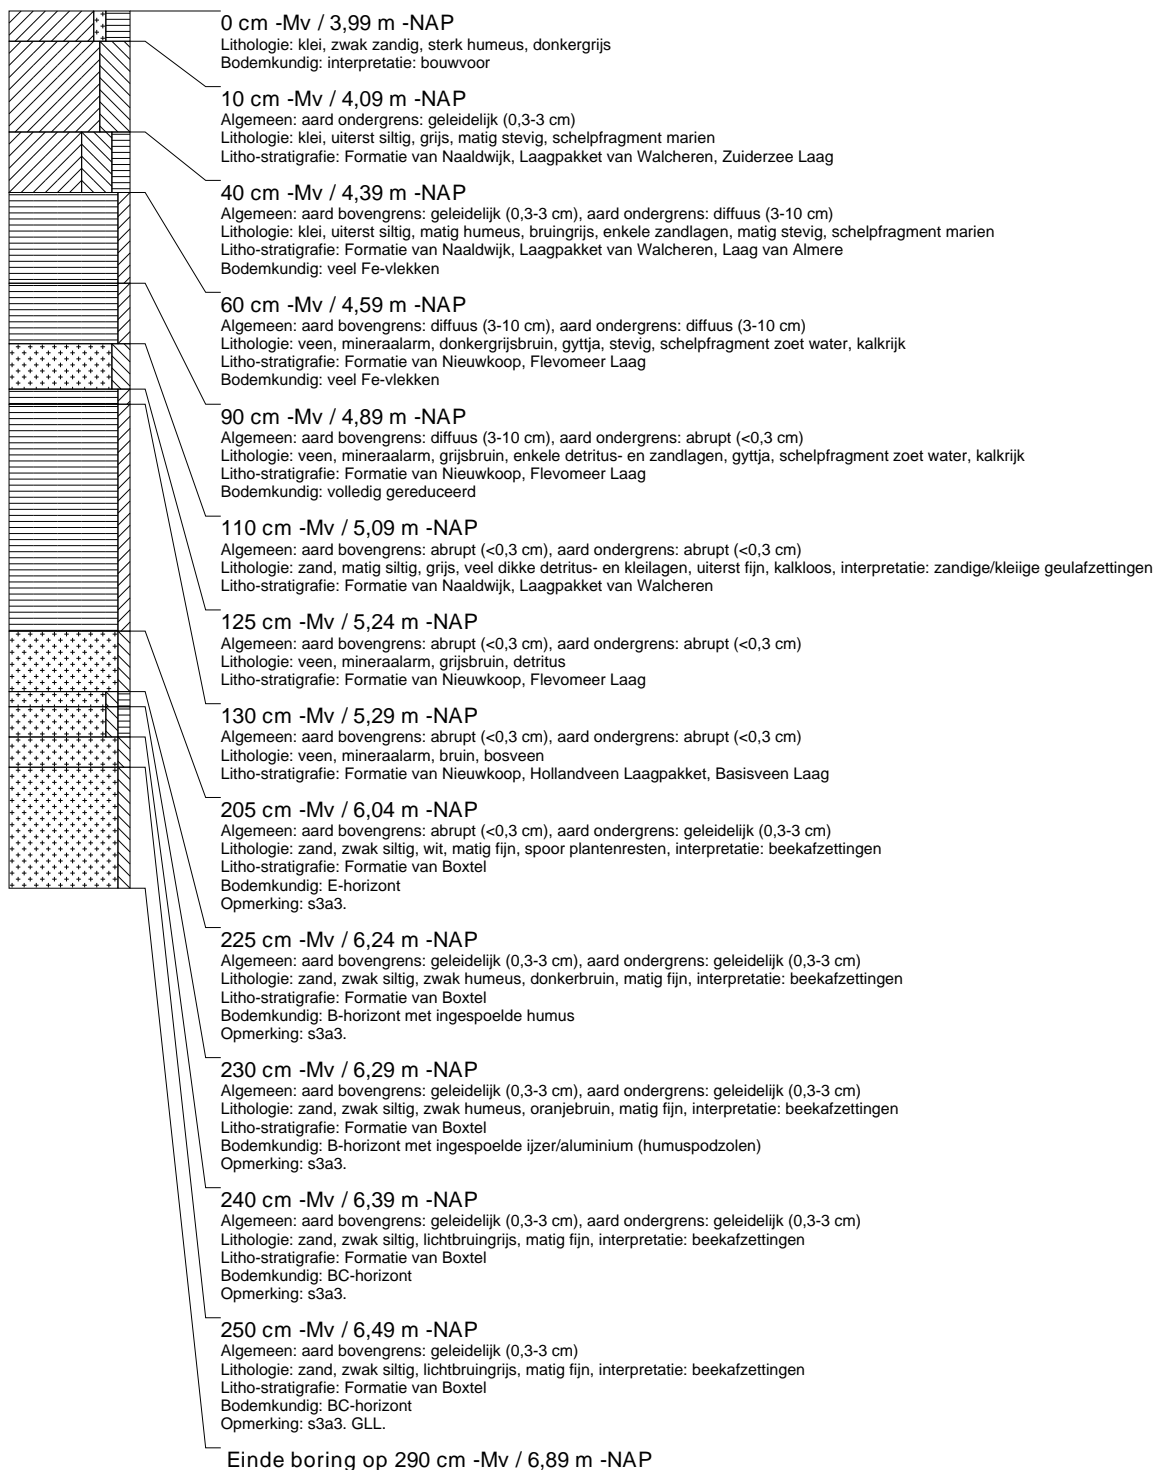 0 cm -Mv / 3,99 m -NAP
Lithologie: klei, zwak zandig, sterk humeus, donkergrijs
Bodemkundig: interpretatie: bouwvoor
10 cm -Mv / 4,09 m -NAP
Algemeen: aard ondergrens: geleidelijk (0,3-3 cm)
Lithologie: klei, uiterst siltig, grijs, matig stevig, schelpfragment marien
Litho-stratigrafie: Formatie van Naaldwijk, Laagpakket van Walcheren, Zuiderzee Laag
40 cm -Mv / 4,39 m -NAP
Algemeen: aard bovengrens: geleidelijk (0,3-3 cm), aard ondergrens: diffuus (3-10 cm)
Lithologie: klei, uiterst siltig, matig humeus, bruingrijs, enkele zandlagen, matig stevig, schelpfragment marien
Litho-stratigrafie: Formatie van Naaldwijk, Laagpakket van Walcheren, Laag van Almere
Bodemkundig: veel Fe-vlekken
60 cm -Mv / 4,59 m -NAP
Algemeen: aard bovengrens: diffuus (3-10 cm), aard ondergrens: diffuus (3-10 cm)
Lithologie: veen, mineraalarm, donkergrijsbruin, gyttja, stevig, schelpfragment zoet water, kalkrijk
Litho-stratigrafie: Formatie van Nieuwkoop, Flevomeer Laag
Bodemkundig: veel Fe-vlekken
90 cm -Mv / 4,89 m -NAP
Algemeen: aard bovengrens: diffuus (3-10 cm), aard ondergrens: abrupt (<0,3 cm)
Lithologie: veen, mineraalarm, grijsbruin, enkele detritus- en zandlagen, gyttja, schelpfragment zoet water, kalkrijk
Litho-stratigrafie: Formatie van Nieuwkoop, Flevomeer Laag
Bodemkundig: volledig gereduceerd
110 cm -Mv / 5,09 m -NAP
Algemeen: aard bovengrens: abrupt (<0,3 cm), aard ondergrens: abrupt (<0,3 cm)
Lithologie: zand, matig siltig, grijs, veel dikke detritus- en kleilagen, uiterst fijn, kalkloos, interpretatie: zandige/kleiige geulafzettingen
Litho-stratigrafie: Formatie van Naaldwijk, Laagpakket van Walcheren
125 cm -Mv / 5,24 m -NAP
Algemeen: aard bovengrens: abrupt (<0,3 cm), aard ondergrens: abrupt (<0,3 cm)
Lithologie: veen, mineraalarm, grijsbruin, detritus
Litho-stratigrafie: Formatie van Nieuwkoop, Flevomeer Laag
130 cm -Mv / 5,29 m -NAP
Algemeen: aard bovengrens: abrupt (<0,3 cm), aard ondergrens: abrupt (<0,3 cm)
Lithologie: veen, mineraalarm, bruin, bosveen
Litho-stratigrafie: Formatie van Nieuwkoop, Hollandveen Laagpakket, Basisveen Laag
205 cm -Mv / 6,04 m -NAP
Algemeen: aard bovengrens: abrupt (<0,3 cm), aard ondergrens: geleidelijk (0,3-3 cm)
Lithologie: zand, zwak siltig, wit, matig fijn, spoor plantenresten, interpretatie: beekafzettingen
Litho-stratigrafie: Formatie van Boxtel
Bodemkundig: E-horizont
Opmerking: s3a3.
225 cm -Mv / 6,24 m -NAP
Algemeen: aard bovengrens: geleidelijk (0,3-3 cm), aard ondergrens: geleidelijk (0,3-3 cm)
Lithologie: zand, zwak siltig, zwak humeus, donkerbruin, matig fijn, interpretatie: beekafzettingen
Litho-stratigrafie: Formatie van Boxtel
Bodemkundig: B-horizont met ingespoelde humus
Opmerking: s3a3.
230 cm -Mv / 6,29 m -NAP
Algemeen: aard bovengrens: geleidelijk (0,3-3 cm), aard ondergrens: geleidelijk (0,3-3 cm)
Lithologie: zand, zwak siltig, zwak humeus, oranjebruin, matig fijn, interpretatie: beekafzettingen
Litho-stratigrafie: Formatie van Boxtel
Bodemkundig: B-horizont met ingespoelde ijzer/aluminium (humuspodzolen)
Opmerking: s3a3.
240 cm -Mv / 6,39 m -NAP
Algemeen: aard bovengrens: geleidelijk (0,3-3 cm), aard ondergrens: geleidelijk (0,3-3 cm)
Lithologie: zand, zwak siltig, lichtbruingrijs, matig fijn, interpretatie: beekafzettingen
Litho-stratigrafie: Formatie van Boxtel
Bodemkundig: BC-horizont
Opmerking: s3a3.
250 cm -Mv / 6,49 m -NAP
Algemeen: aard bovengrens: geleidelijk (0,3-3 cm)
Lithologie: zand, zwak siltig, lichtbruingrijs, matig fijn, interpretatie: beekafzettingen
Litho-stratigrafie: Formatie van Boxtel
Bodemkundig: BC-horizont
Opmerking: s3a3. GLL.
Einde boring op 290 cm -Mv / 6,89 m -NAP